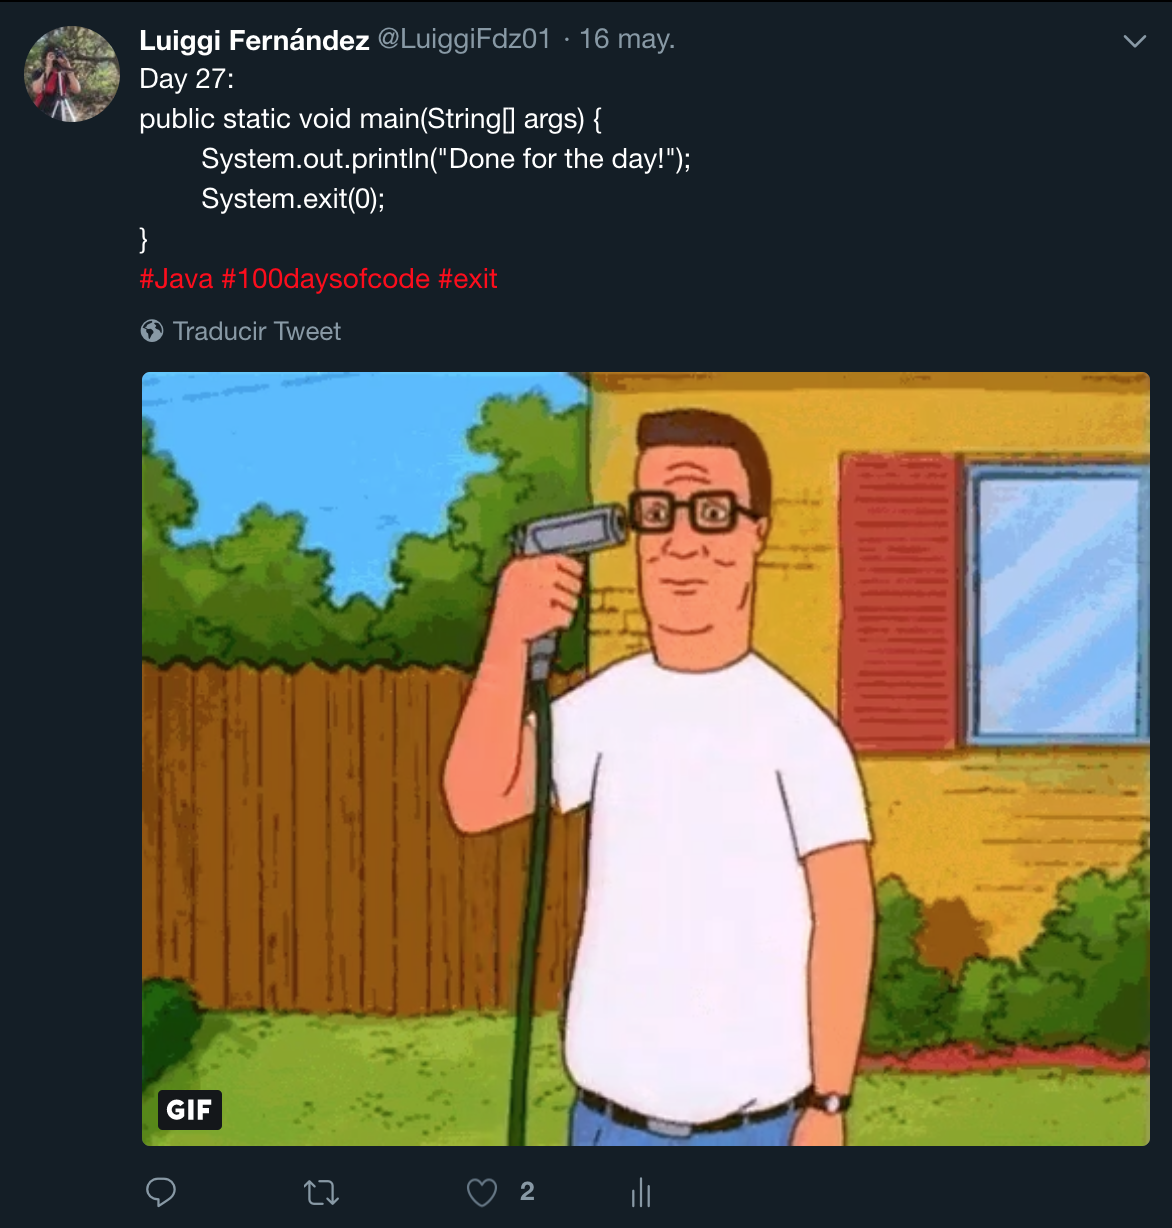 Luiggi Fernández @LuiggiFdz01 · 16 may.
Day 27:
public static void main(String[] args) {
System.out.println("Done for the day!");
System.exit(0);
}
#Java #100daysofcode #exit
Traducir Tweet
GIF
2